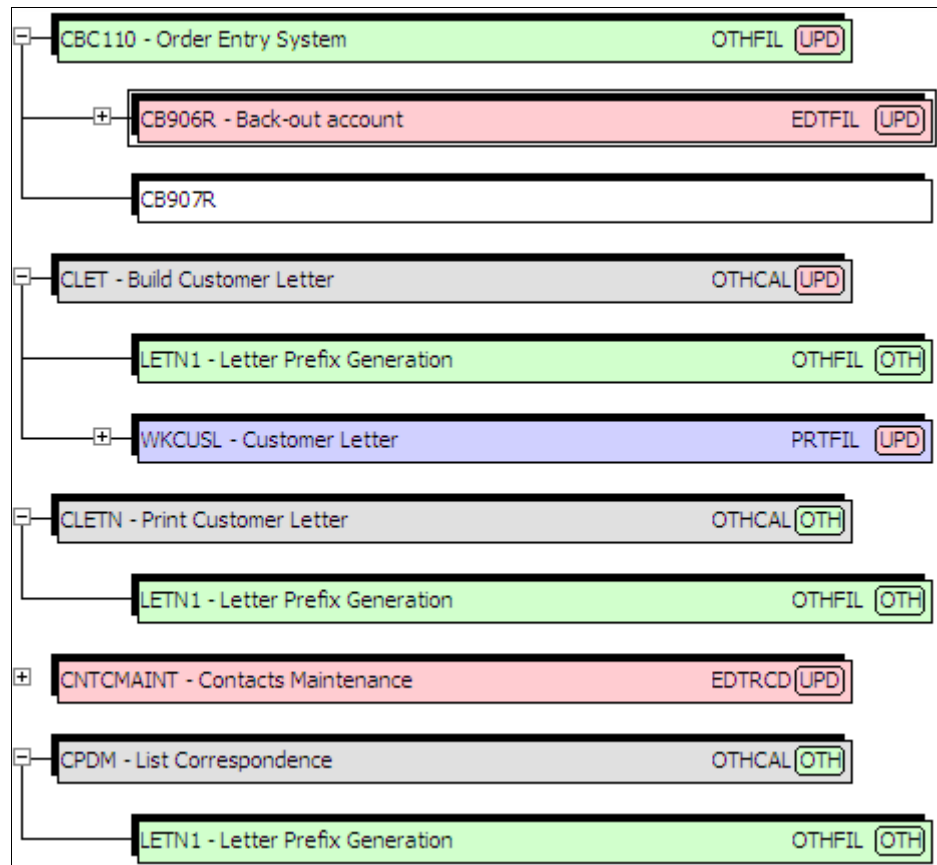 CBC110 - Order Entry System OTHFIL UPD
CB906R - Back-out account EDTFIL UPD
CB907R
CLET - Build Customer Letter OTHCAL UPD
LETN1 - Letter Prefix Generation OTHFIL OTH
WKCUSL - Customer Letter PRTFIL UPD
CLETN - Print Customer Letter OTHCAL OTH
LETN1 - Letter Prefix Generation OTHFIL OTH
CNTCMAINT - Contacts Maintenance EDTRCD UPD
CPDM - List Correspondence OTHCAL OTH
LETN1 - Letter Prefix Generation OTHFIL OTH